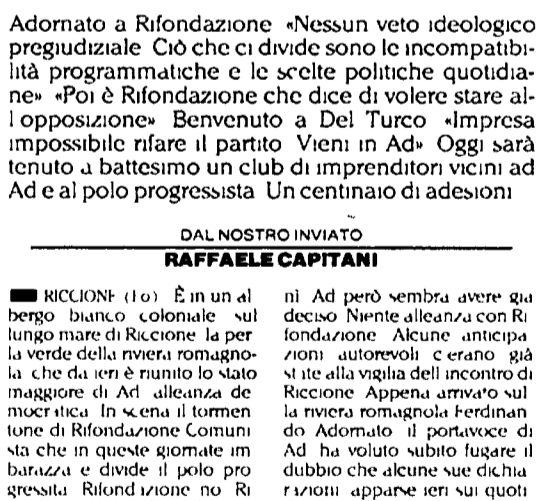 Adornato a Rifondazione «Nessun veto ideologico
pregiudiziale Ciò che ci divide sono le incompatibi-
lità programmatiche e le scelte politiche quotidia-
ne» «Poi è Rifondazione che dice di volere stare al-
l opposizione» Benvenuto a Del Turco «Impresa
impossibile rifare il partito Vieni in Ad» Oggi sarà
tenuto a battesimo un club di imprenditori vicini ad
Ad e al polo progressista Un centinaio di adesioni
DAL NOSTRO INVIATO
RAFFAELE CAPITANI
RICCIONE (Fo) È in un al
bergo bianco coloniale sul
lungo mare di Riccione la per
la verde della riviera romagno-
la che da ieri è riunito lo stato
maggiore di Ad alleanza de
mocratica In scena il tormen
tone di Rifondazione Comuni
sta che in queste giornate im
barazza e divide il polo pro
gressita Rifondazione no Ri
ni Ad però sembra avere gia
deciso Niente alleanza con Ri
fondazione Alcune anticipa
zioni autorevoli c erano già
state alla vigilia dell incontro di
Riccione Appena arrivato sul
la riviera romagnola Ferdinan
do Adornato il portavoce di
Ad ha voluto subito fugare il
dubbio che alcune sue dichia
razioni apparse ieri sui quoti